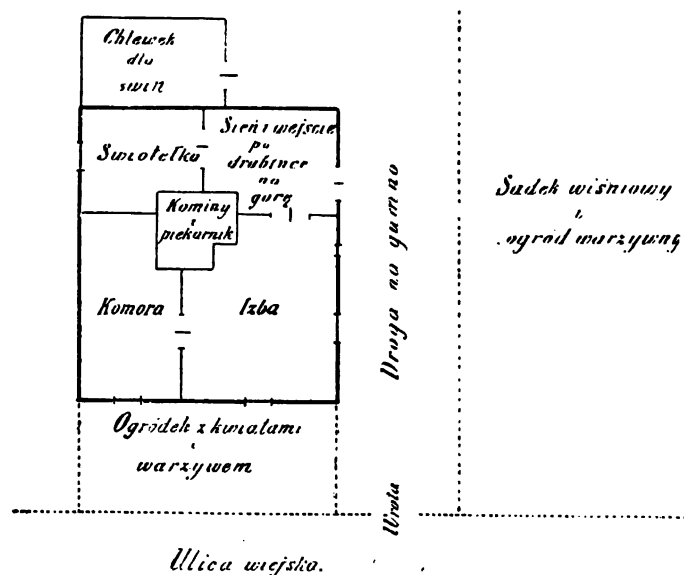 Chlewek
dla
świń
Sień i wejście
po
drabince
na
górę
Świotełka
Kominy
i
piekarnik
Komora
Izba
Droga na gumno
Sadek wiśniowy
i
ogród warzywny
Ogródek z kwiatami
i
warzywem
Wrota
Ulica wiejska.